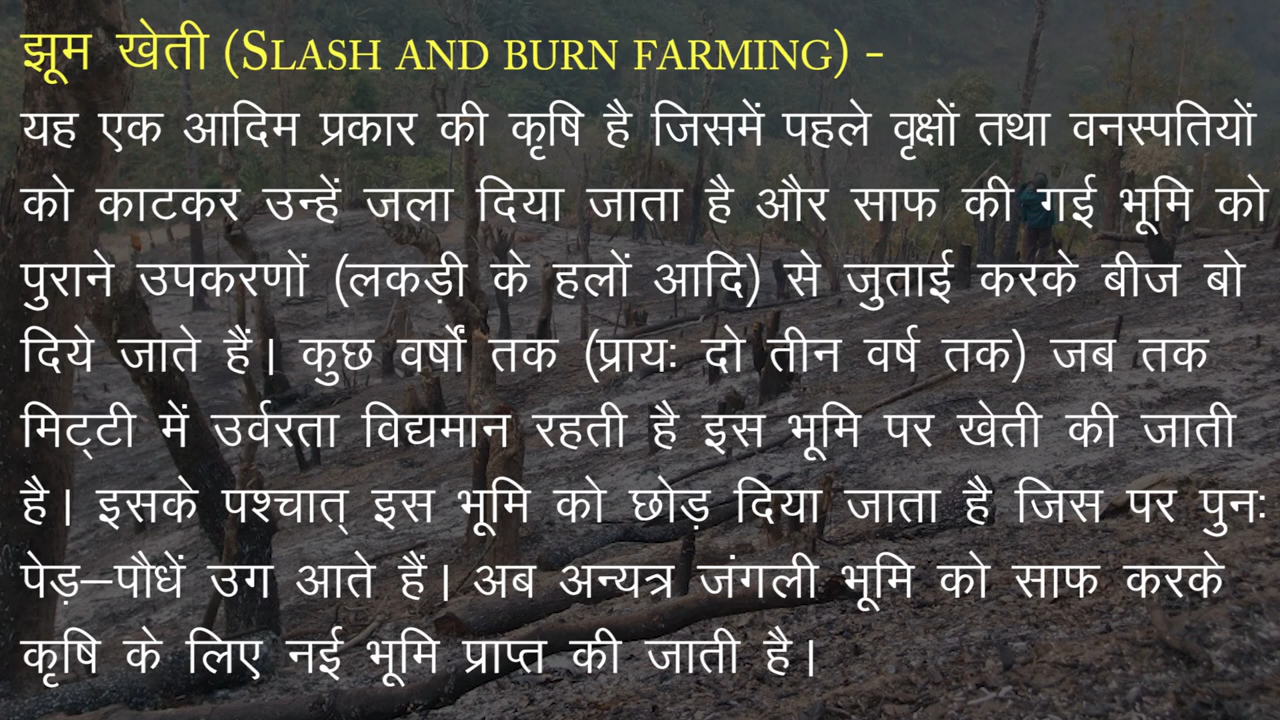 झूम खेती (SLASH AND BURN FARMING) -
यह एक आदिम प्रकार की कृषि है जिसमें पहले वृक्षों तथा वनस्पतियों
को काटकर उन्हें जला दिया जाता है और साफ की गई भूमि को
पुराने उपकरणों (लकड़ी के हलों आदि) से जुताई करके बीज बो
दिये जाते हैं। कुछ वर्षों तक (प्रायः दो तीन वर्ष तक) जब तक
मिट्‌टी में उर्वरता विद्यमान रहती है इस भूमि पर खेती की जाती
है। इसके पश्चात् इस भूमि को छोड़ दिया जाता है जिस पर पुनः
पेड़–पौधें उग आते हैं। अब अन्यत्र जंगली भूमि को साफ करके
कृषि के लिए नई भूमि प्राप्त की जाती है।